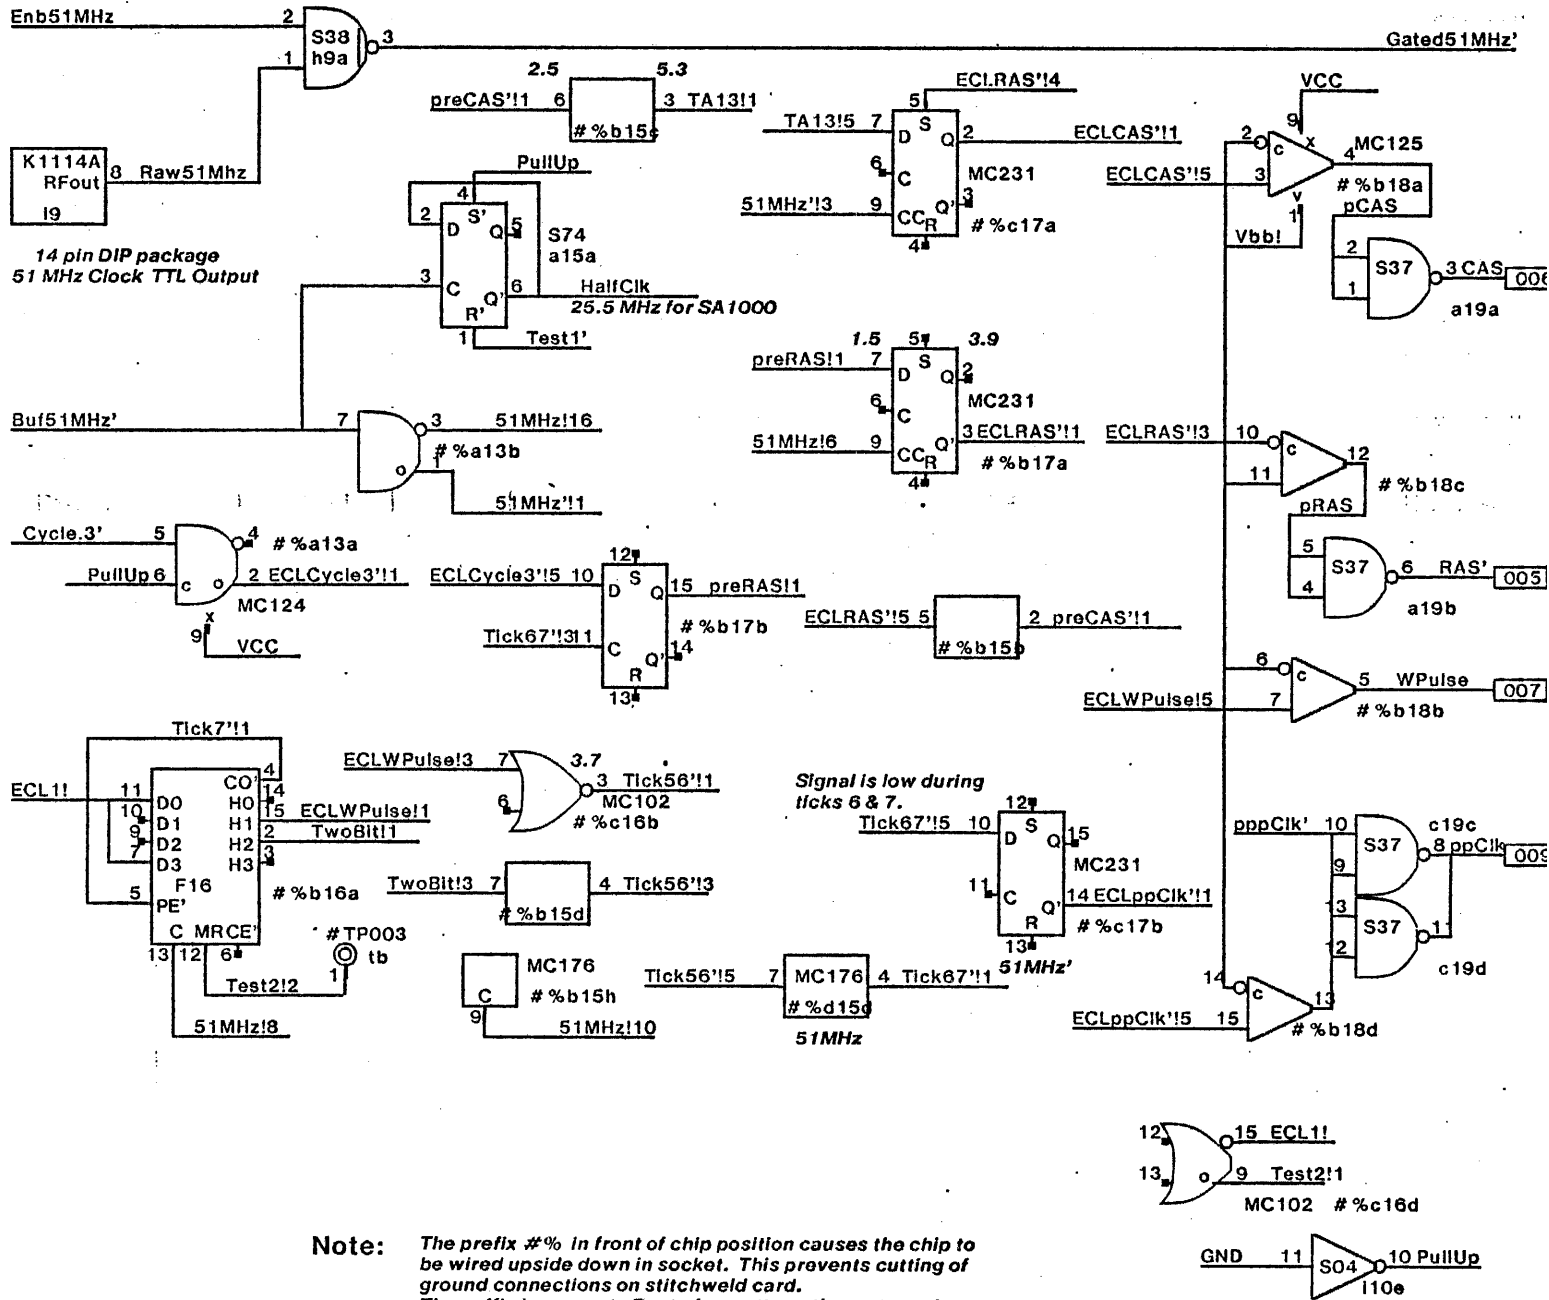 Enb51MHz 2
S38
h9a
3
Gated51MHz'
1
K1114A
RFout
I9
8 Raw51Mhz
14 pin DIP package
51 MHz Clock TTL Output
2.5 5.3
preCAS'!1 6
3 TA13!1
#%b15c
PullUp
4
2 D S' Q 5
S74
a15a
3 C Q' 6
R'
HalfClk
25.5 MHz for SA1000
1 Test1'
ECLRAS'!4
5
TA13!5 7
D S Q 2
ECLCAS'!1
6 C
MC231
51MHz'!3 9
CC R Q' 3
#%c17a
4
VCC
9
2 c x 4
MC125
ECLCAS'!5 3
#%b18a
pCAS
v
1
Vbb!
2
S37
1
3 CAS 006
a19a
1.5 5 3.9
preRAS!1 7
D S Q 2
6 C
MC231
51MHz!6 9
CC R Q' 3 ECLRAS'!1
#%b17a
4
Buf51MHz' 7
3 51MHz!16
#%a13b
o 1
51MHz'!1
ECLRAS'!3 10
c 12
11
#%b18c
pRAS
5
S37
4
6 RAS' 005
a19b
Cycle.3' 5
4 #%a13a
PullUp 6 c o
2 ECLCycle3'!1
MC124
x
9
VCC
12
ECLCycle3'!5 10
D S Q 15 preRAS!1
#%b17b
Tick67'!3 11
C Q' 14
R
13
ECLRAS'!5 5
2 preCAS'!1
#%b15b
6
c
5 WPulse 007
ECLWPulse!5 7
#%b18b
Tick7'!1
4
ECL1! 11 D0 CO'
10 D1 H0 14
9 D2 H1 15 ECLWPulse!1
7 D3 H2 2 TwoBit!1
H3 3
F16
#%b16a
5 PE'
C MR CE'
13 12 6
#TP003
tb
1
Test2!2
51MHz!8
ECLWPulse!3 7
3.7
3 Tick56'!1
6
MC102
#%c16b
TwoBit!3 7
4 Tick56'!3
#%b15d
MC176
C #%b15h
9
51MHz!10
Tick56'!5 7
MC176
4 Tick67'!1
#%d15d
51MHz
Signal is low during
ticks 6 & 7.
12
Tick67'!5 10
D S Q 15
MC231
11 C
Q' 14 ECLppClk'!1
R
#%c17b
13
51MHz'
pppClk' 10
c19c
S37
9
8 ppClk 009
13
S37
12
11
c19d
14
c 13
ECLppClk'!5 15
#%b18d
12
15 ECL1!
13
o 9 Test2!1
MC102 #%c16d
GND 11
S04
10 PullUp
l10e
Note: The prefix #% in front of chip position causes the chip to
be wired upside down in socket. This prevents cutting of
ground connections on stitchweld card.